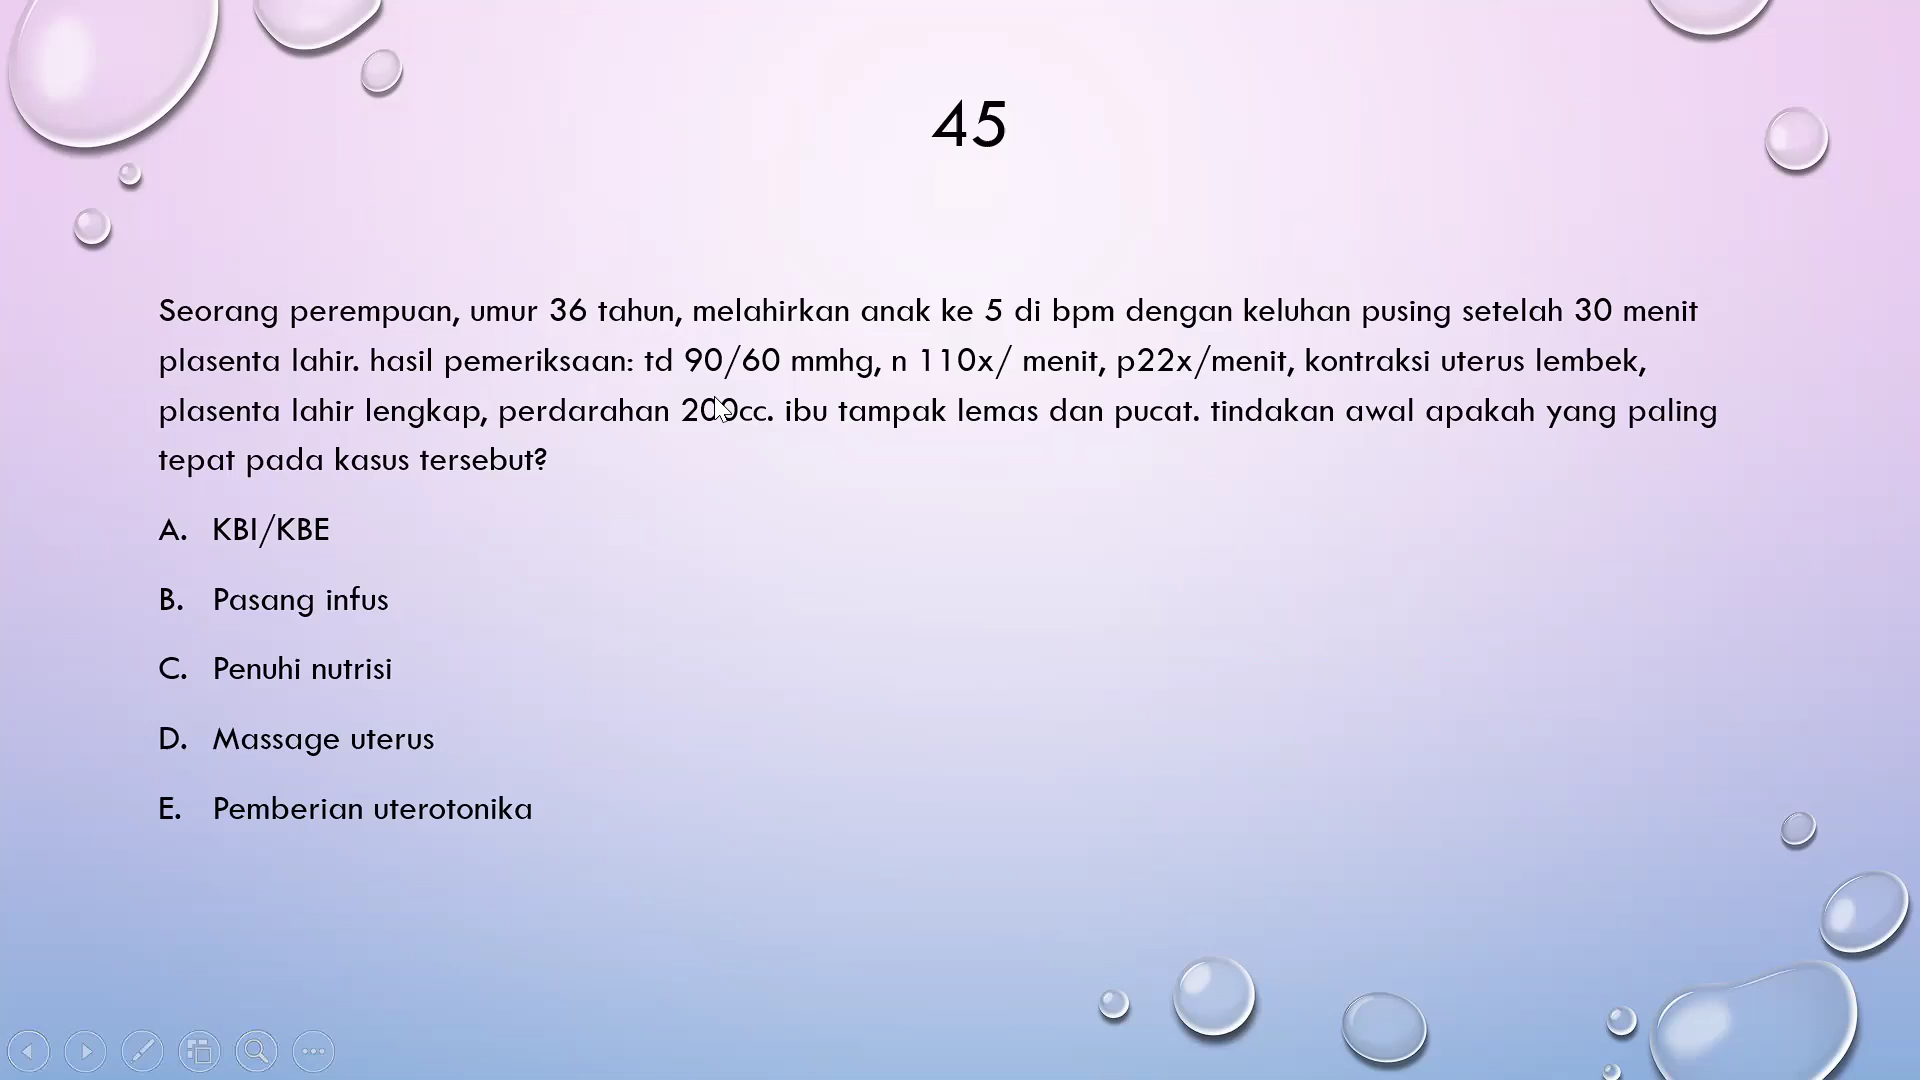 45
Seorang perempuan, umur 36 tahun, melahirkan anak ke 5 di bpm dengan keluhan pusing setelah 30 menit
plasenta lahir. hasil pemeriksaan: td 90/60 mmhg, n 110x/ menit, p22x/menit, kontraksi uterus lembek,
plasenta lahir lengkap, perdarahan 200cc. ibu tampak lemas dan pucat. tindakan awal apakah yang paling
tepat pada kasus tersebut?
A. KBI/KBE
B. Pasang infus
C. Penuhi nutrisi
D. Massage uterus
E. Pemberian uterotonika